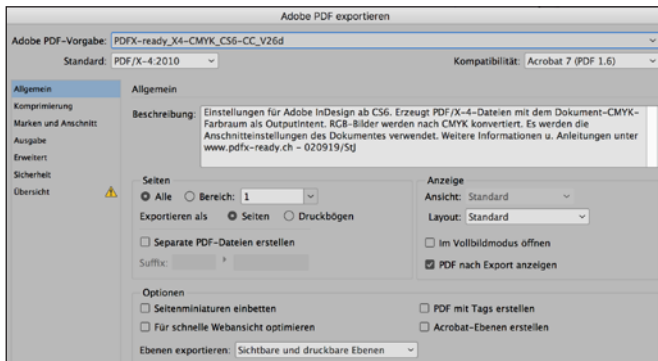 Adobe PDF exportieren
Adobe PDF-Vorgabe: PDFX-ready_X4-CMYK_CS6-CC_V26d
Standard: PDF/X-4:2010
Kompatibilität: Acrobat 7 (PDF 1.6)
Allgemein
Komprimierung
Marken und Anschnitt
Ausgabe
Erweitert
Sicherheit
Übersicht
Allgemein
Beschreibung: Einstellungen für Adobe InDesign ab CS6. Erzeugt PDF/X-4-Dateien mit dem Dokument-CMYK-
Farbraum als Outputintent. RGB-Bilder werden nach CMYK konvertiert. Es werden die
Anschnitteinstellungen des Dokumentes verwendet. Weitere Informationen u. Anleitungen unter
www.pdfx-ready.ch - 020919/StJ
Seiten
Alle Bereich: 1
Exportieren als Seiten Druckbögen
Separate PDF-Dateien erstellen
Suffix:
Anzeige
Ansicht: Standard
Layout: Standard
Im Vollbildmodus öffnen
PDF nach Export anzeigen
Optionen
Seitenminiaturen einbetten
Für schnelle Webansicht optimieren
PDF mit Tags erstellen
Acrobat-Ebenen erstellen
Ebenen exportieren: Sichtbare und druckbare Ebenen